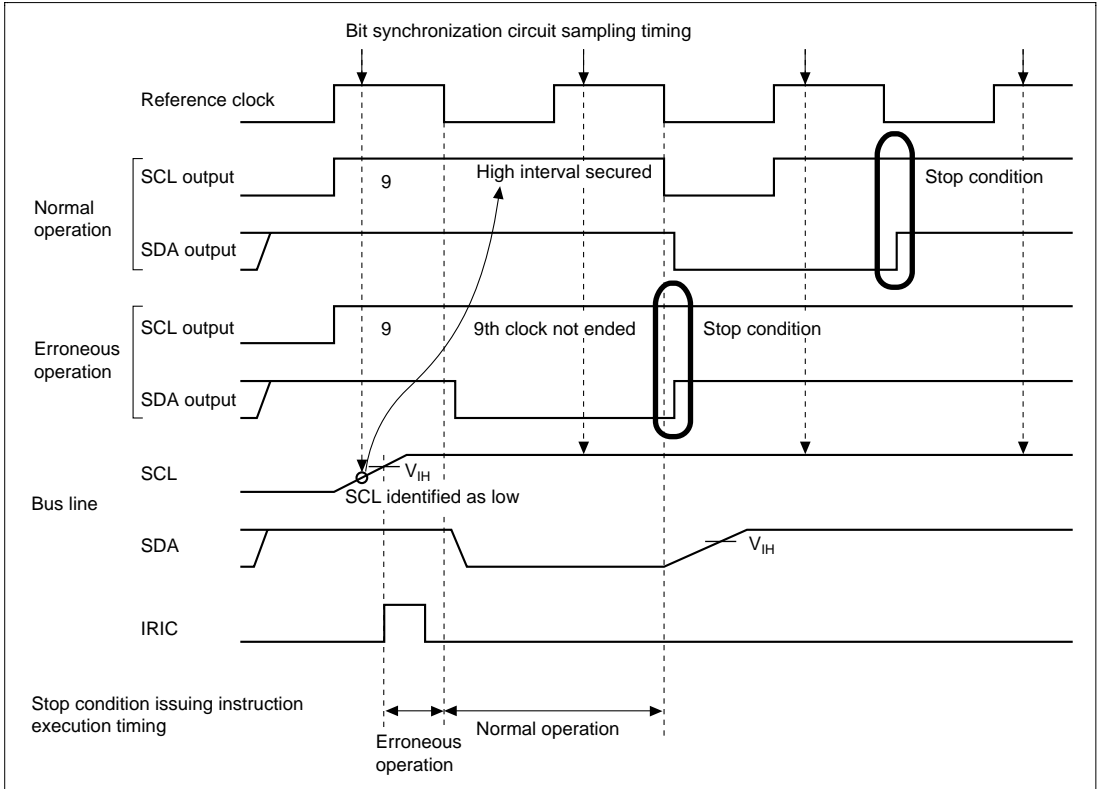 Bit synchronization circuit sampling timing
Reference clock
SCL output
9
High interval secured
Stop condition
Normal
operation
SDA output
SCL output
9
9th clock not ended
Stop condition
Erroneous
operation
SDA output
SCL
VIH
SCL identified as low
Bus line
SDA
VIH
IRIC
Stop condition issuing instruction
execution timing
Normal operation
Erroneous
operation